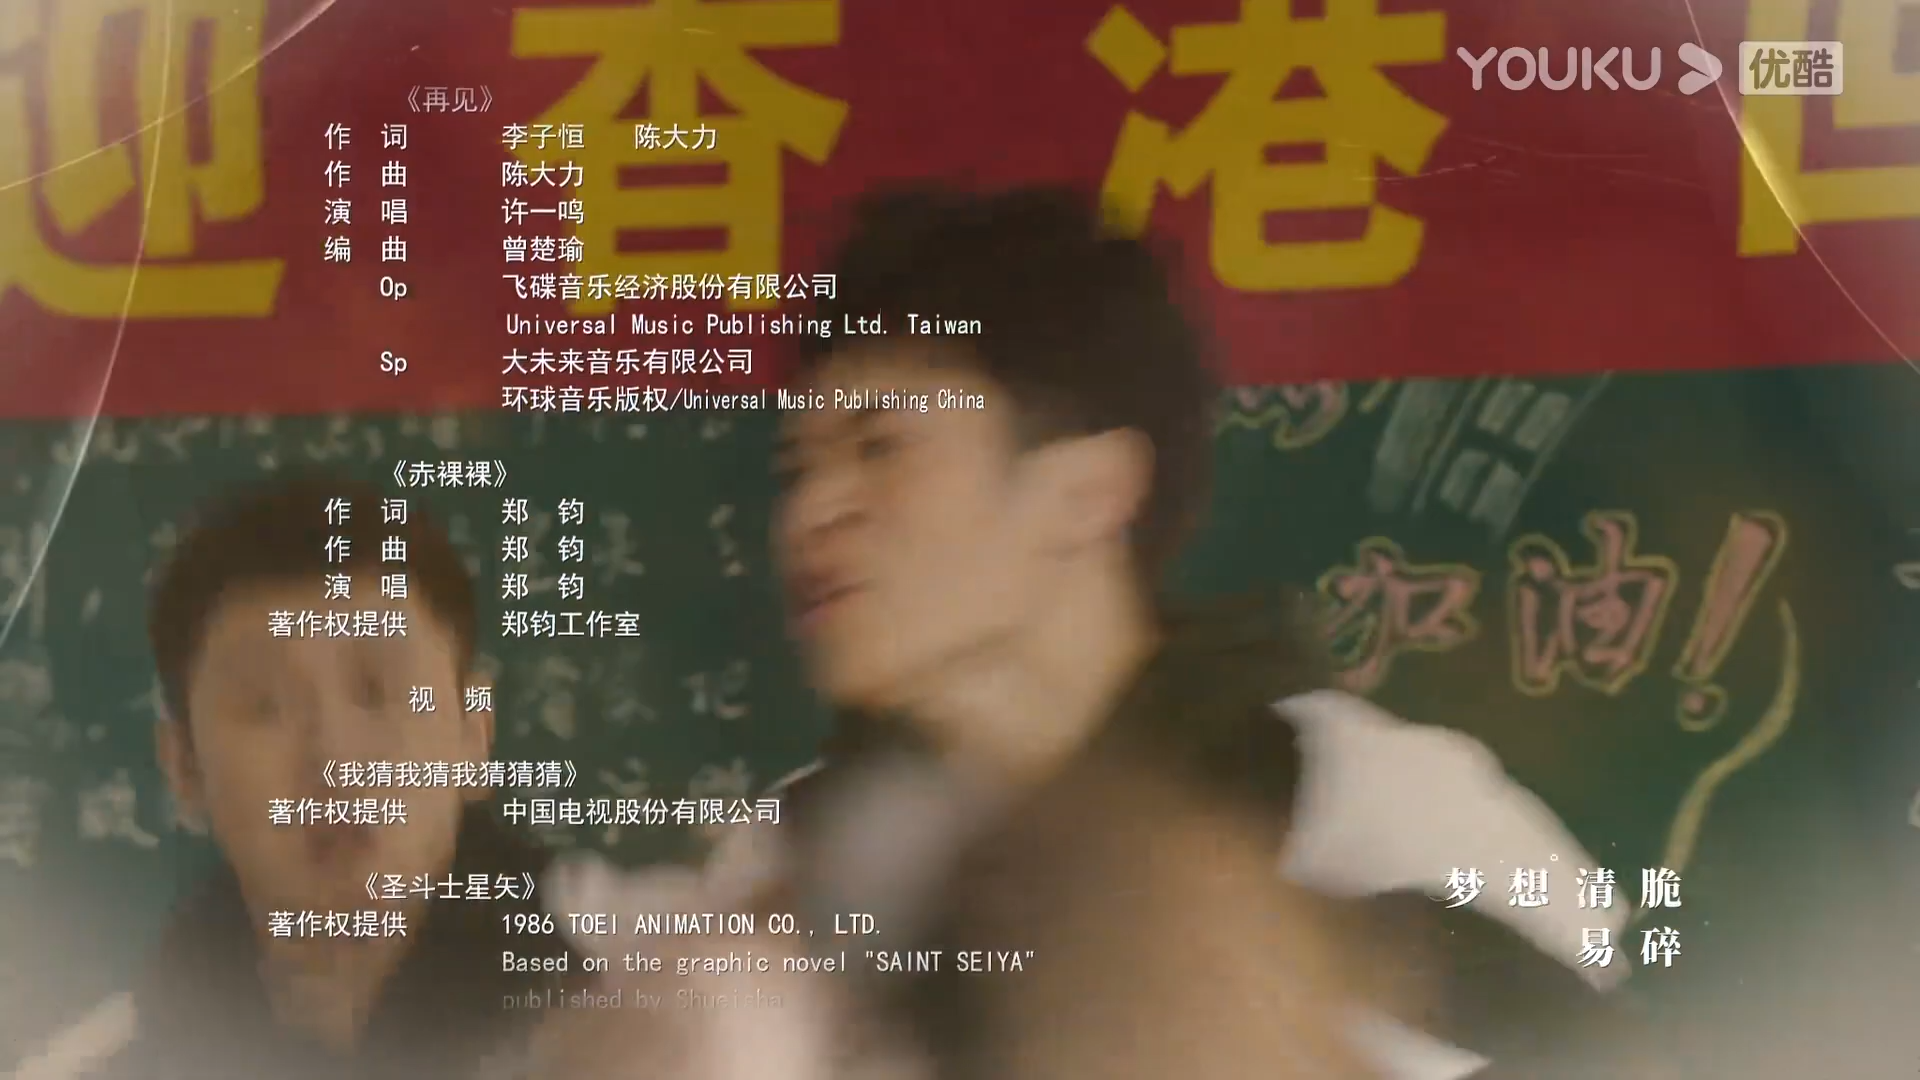 迎香港回
YOUKU 优酷
《再见》
作 词 李子恒 陈大力
作 曲 陈大力
演 唱 许一鸣
编 曲 曾楚瑜
Op 飞碟音乐经济股份有限公司
Universal Music Publishing Ltd. Taiwan
Sp 大未来音乐有限公司
环球音乐版权/Universal Music Publishing China
《赤裸裸》
作 词 郑 钧
作 曲 郑 钧
演 唱 郑 钧
著作权提供 郑钧工作室
加油!
视 频
《我猜我猜我猜猜猜》
著作权提供 中国电视股份有限公司
《圣斗士星矢》
著作权提供 1986 TOEI ANIMATION CO., LTD.
Based on the graphic novel "SAINT SEIYA"
published by Shueisha
梦想清脆
易碎